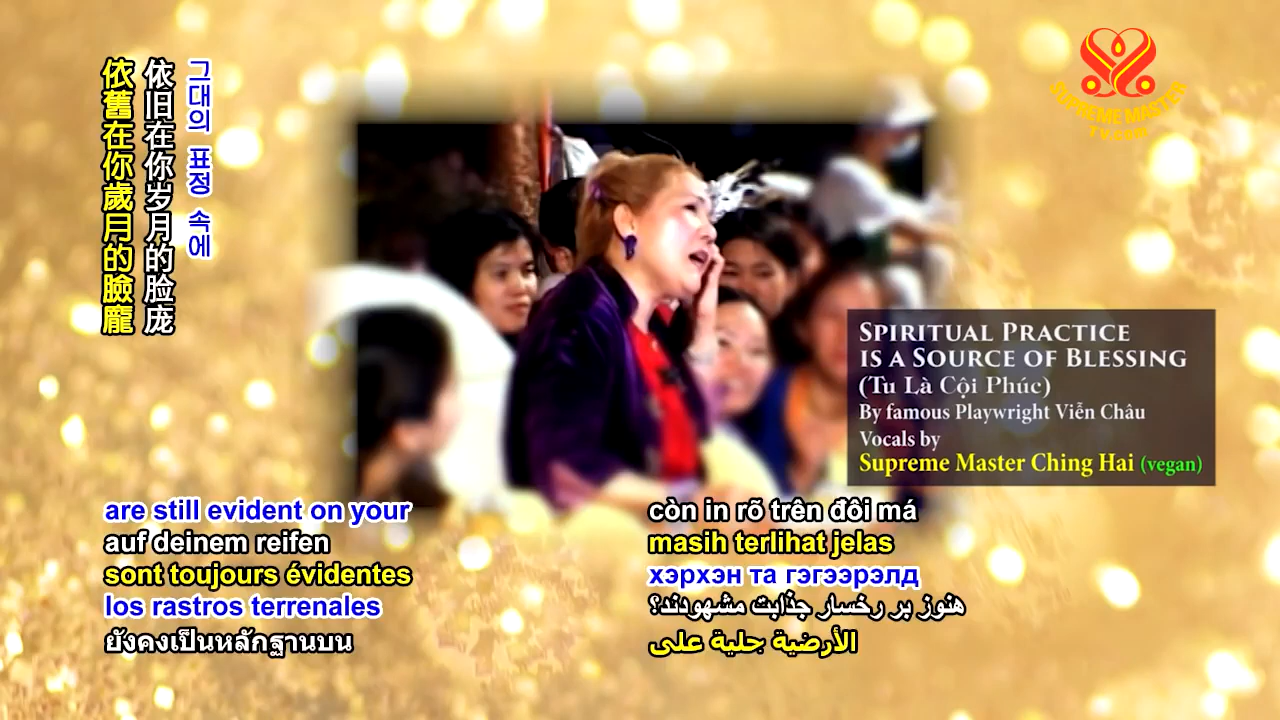 依舊在你歲月的臉龐
依旧在你岁月的脸庞
그대의 표정 속에
SUPREME MASTER
TV.COM
SPIRITUAL PRACTICE
IS A SOURCE OF BLESSING
(Tu Là Cội Phúc)
By famous Playwright Viễn Châu
Vocals by
Supreme Master Ching Hai (vegan)
are still evident on your
auf deinem reifen
sont toujours évidentes
los rastros terrenales
ยังคงเป็นหลักฐานบน
còn in rõ trên đôi má
masih terlihat jelas
хэрхэн та гэгээрэлд
هنوز بر رخسار جذابت مشهودند؟
الأرضية جلية على